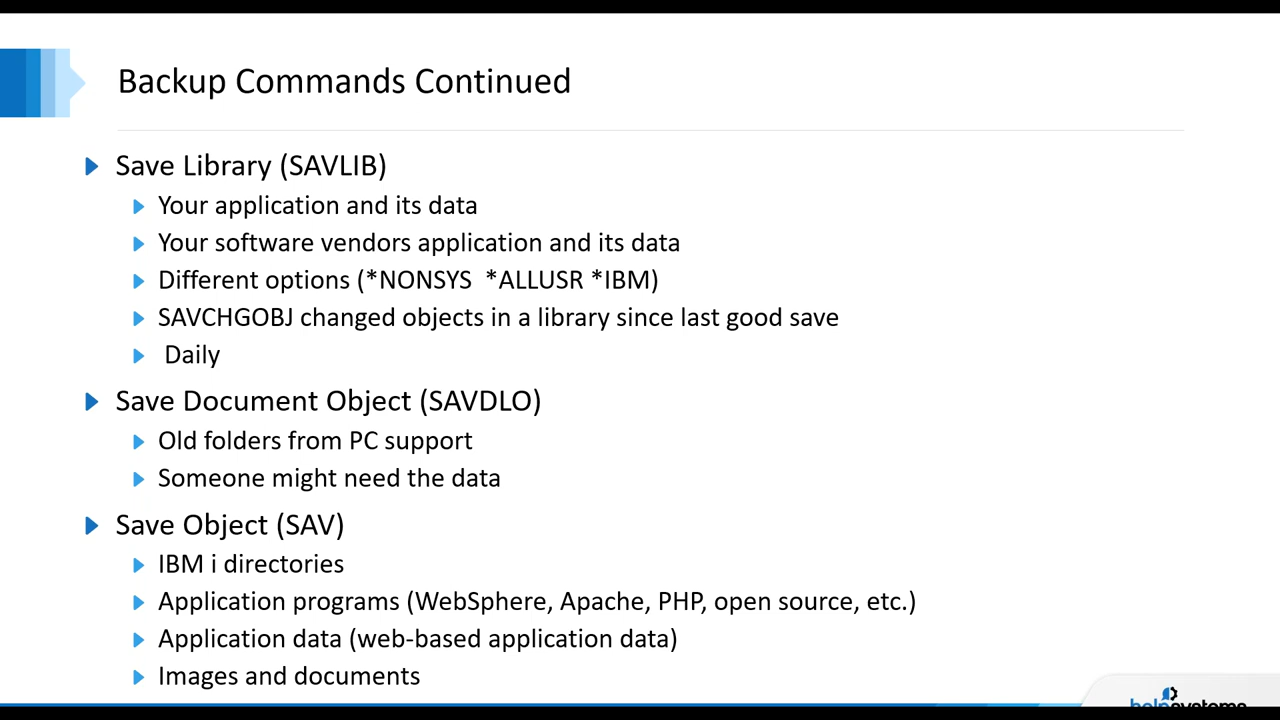 Backup Commands Continued
Save Library (SAVLIB)
Your application and its data
Your software vendors application and its data
Different options (*NONSYS  *ALLUSR *IBM)
SAVCHGOBJ changed objects in a library since last good save
Daily
Save Document Object (SAVDLO)
Old folders from PC support
Someone might need the data
Save Object (SAV)
IBM i directories
Application programs (WebSphere, Apache, PHP, open source, etc.)
Application data (web-based application data)
Images and documents
helpsystems